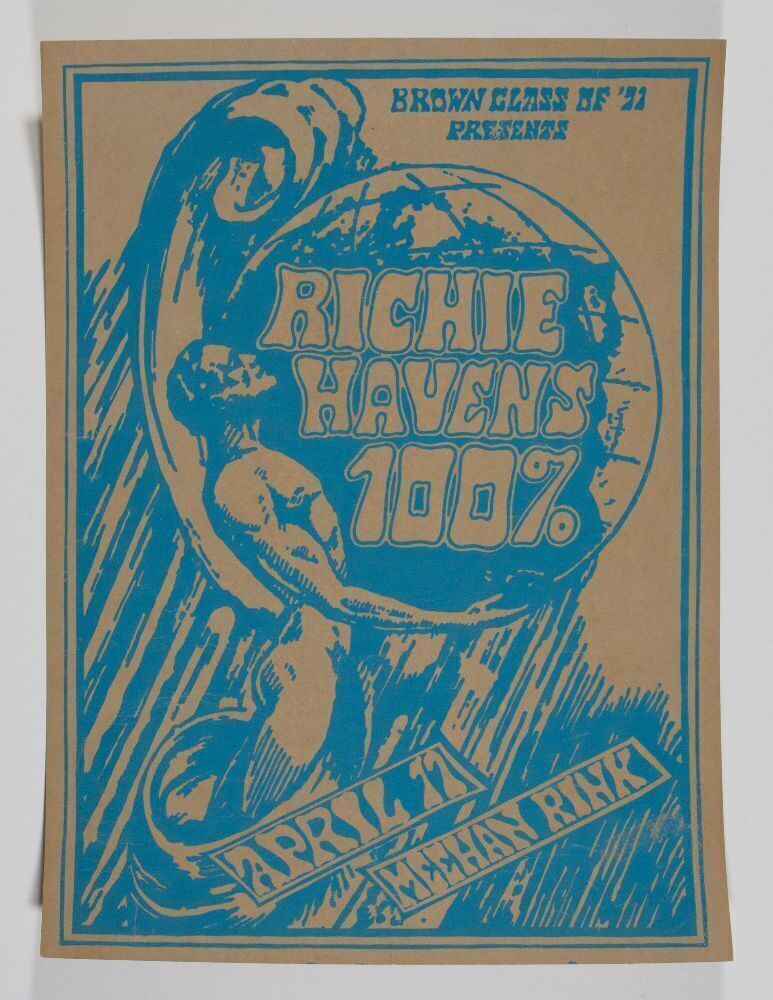 BROWN CLASS OF '71
PRESENTS
RICHIE
HAVENS
100%
APRIL 17
MEEHAN RINK